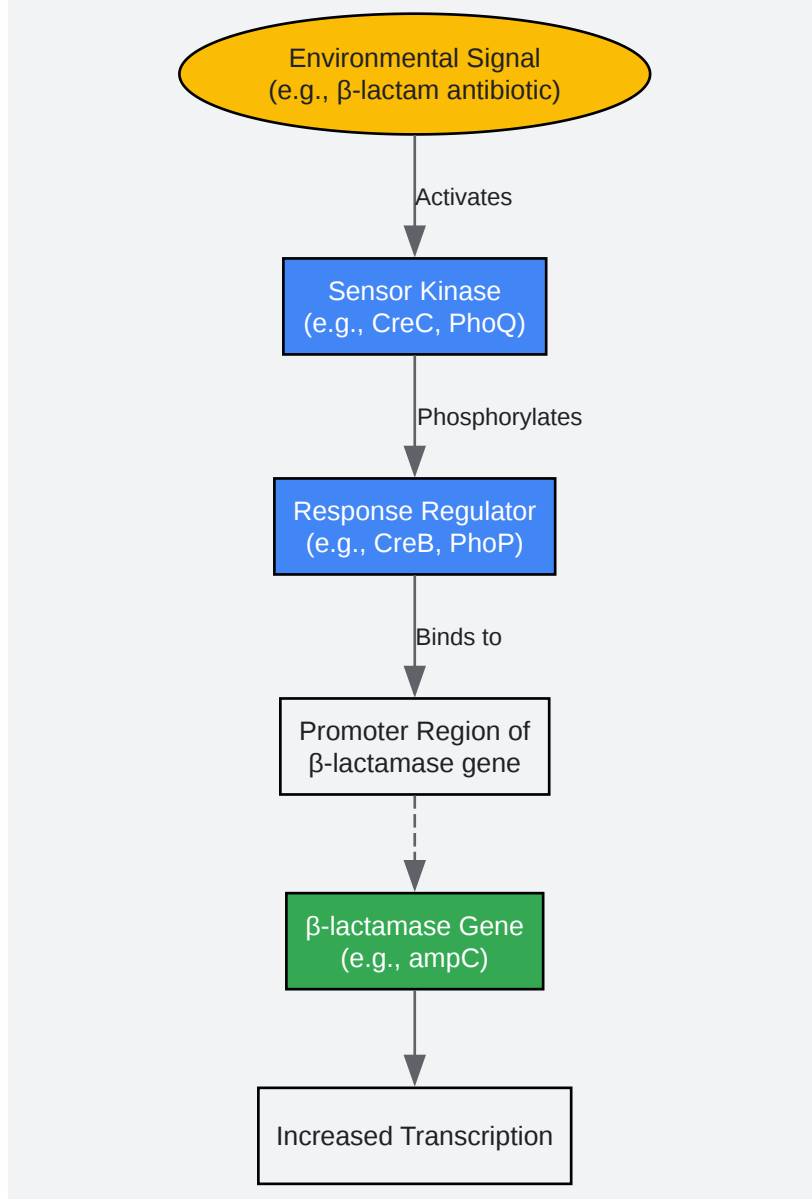 Environmental Signal
(e.g., β-lactam antibiotic)
Activates
Sensor Kinase
(e.g., CreC, PhoQ)
Phosphorylates
Response Regulator
(e.g., CreB, PhoP)
Binds to
Promoter Region of
β-lactamase gene
β-lactamase Gene
(e.g., ampC)
Increased Transcription